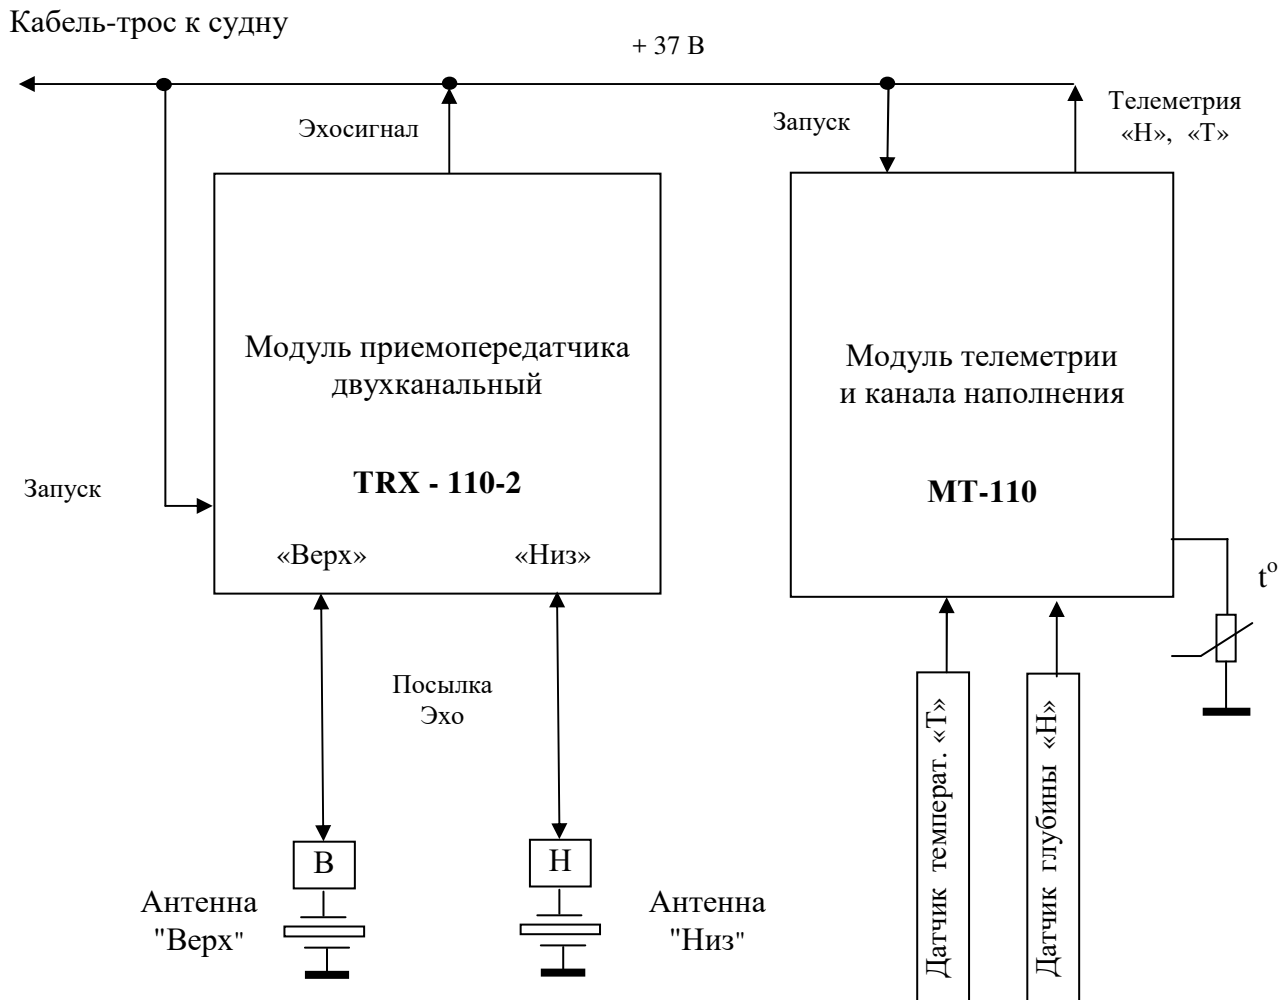 Кабель-трос к судну
+ 37 В
Эхосигнал
Запуск
Телеметрия
«Н», «Т»
Модуль приемопередатчика
двухканальный
TRX - 110-2
Запуск
«Верх» «Низ»
Модуль телеметрии
и канала наполнения
МТ-110
t°
Посылка
Эхо
В
Н
Антенна
"Верх"
Антенна
"Низ"
Датчик температ. «Т»
Датчик глубины «Н»